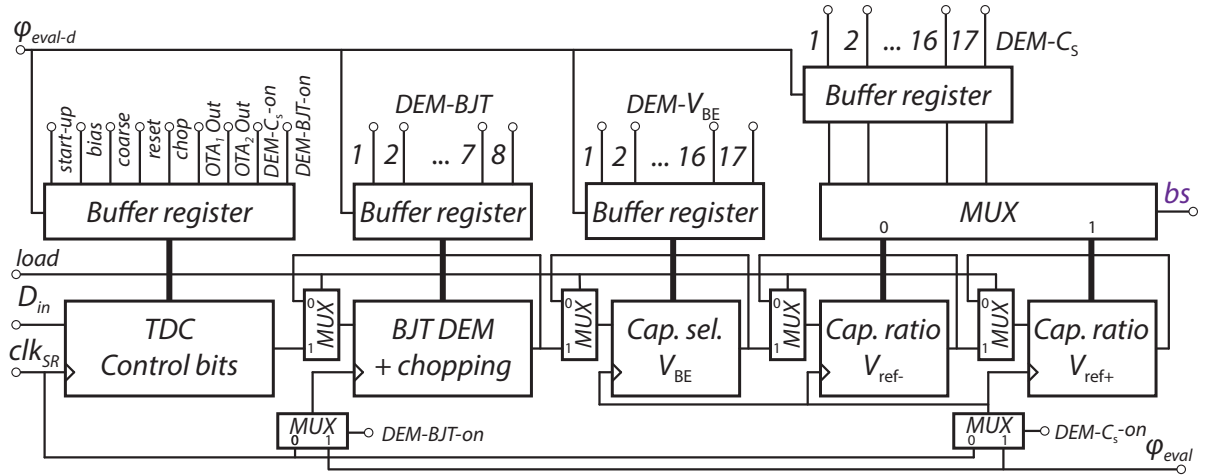 φeval-d
1 2 ... 16 17 DEM-CS
Buffer register
start-up
bias
coarse
reset
chop
OTA1 Out
OTA2 Out
DEM-Cs-on
DEM-BJT-on
DEM-BJT
1 2 ... 7 8
DEM-VBE
1 2 ... 16 17
Buffer register
Buffer register
Buffer register
MUX
0 1
bs
load
Din
clkSR
TDC
Control bits
0
MUX
1
BJT DEM
+ chopping
0
MUX
1
Cap. sel.
VBE
0
MUX
1
Cap. ratio
Vref-
0
MUX
1
Cap. ratio
Vref+
MUX
0 1
DEM-BJT-on
MUX
0 1
DEM-Cs-on
φeval